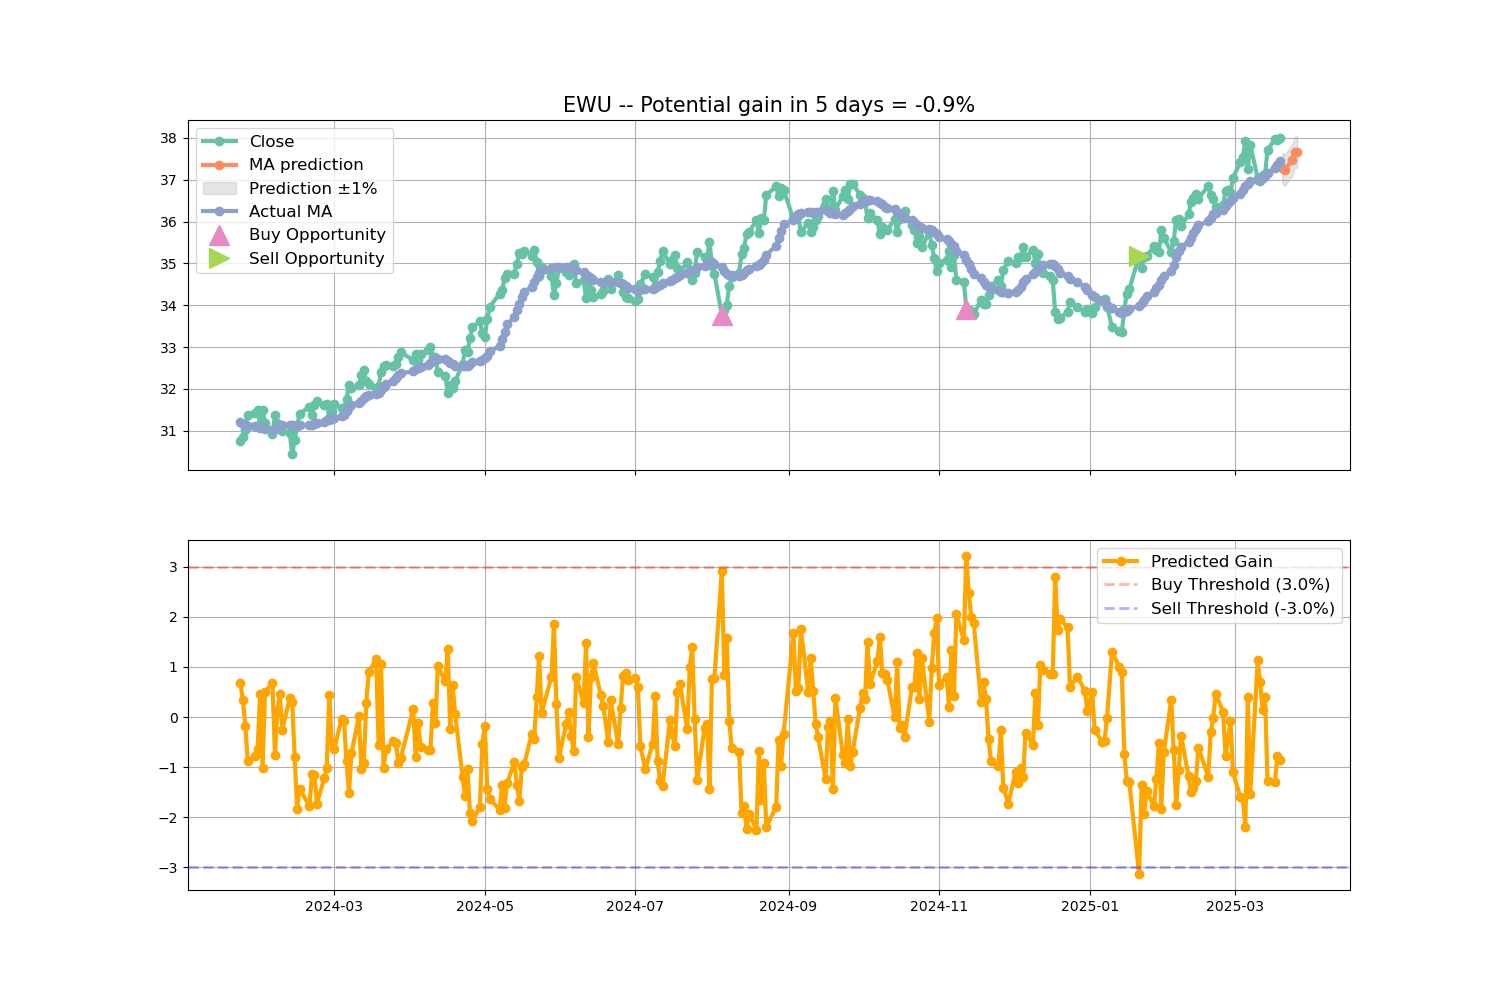 EWU -- Potential gain in 5 days = -0.9%
Close
MA prediction
Prediction ±1%
Actual MA
Buy Opportunity
Sell Opportunity
38
37
36
35
34
33
32
31
Predicted Gain
Buy Threshold (3.0%)
Sell Threshold (-3.0%)
3
2
1
0
−1
−2
−3
2024-03 2024-05 2024-07 2024-09 2024-11 2025-01 2025-03